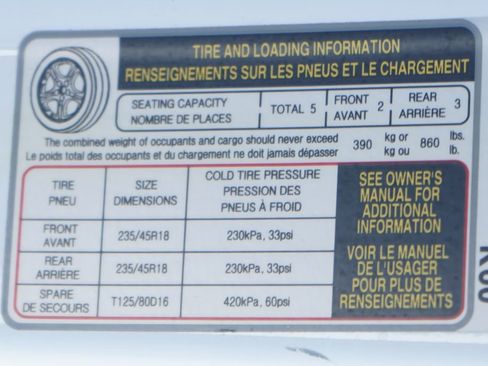 TIRE AND LOADING INFORMATION
RENSEIGNEMENTS SUR LES PNEUS ET LE CHARGEMENT
SEATING CAPACITY
NOMBRE DE PLACES
TOTAL 5
FRONT
AVANT 2
REAR
ARRIÈRE 3
The combined weight of occupants and cargo should never exceed
Le poids total des occupants et du chargement ne doit jamais dépasser
390 kg or
kg ou
860 lbs.
lb.
TIRE
PNEU
SIZE
DIMENSIONS
COLD TIRE PRESSURE
PRESSION DES
PNEUS À FROID
FRONT
AVANT
235/45R18
230kPa, 33psi
REAR
ARRIÈRE
235/45R18
230kPa, 33psi
SPARE
DE SECOURS
T125/80D16
420kPa, 60psi
SEE OWNER'S
MANUAL FOR
ADDITIONAL
INFORMATION
VOIR LE MANUEL
DE L'USAGER
POUR PLUS DE
RENSEIGNEMENTS